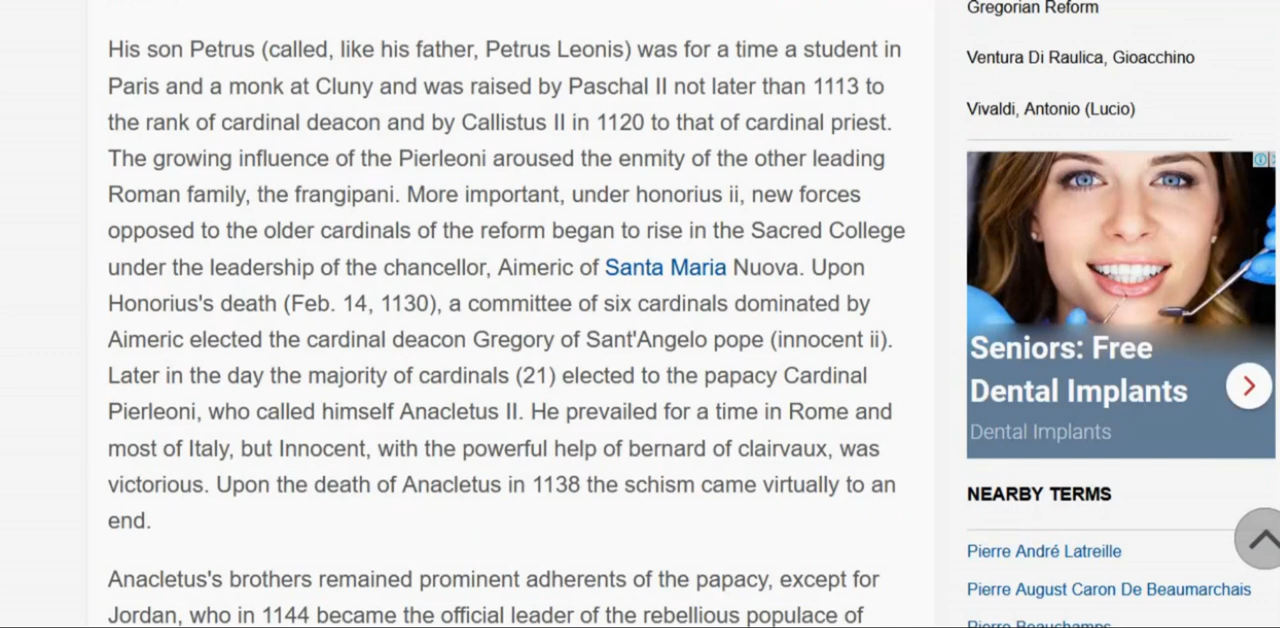 His son Petrus (called, like his father, Petrus Leonis) was for a time a student in
Paris and a monk at Cluny and was raised by Paschal II not later than 1113 to
the rank of cardinal deacon and by Callistus II in 1120 to that of cardinal priest.
The growing influence of the Pierleoni aroused the enmity of the other leading
Roman family, the frangipani. More important, under honorius ii, new forces
opposed to the older cardinals of the reform began to rise in the Sacred College
under the leadership of the chancellor, Aimeric of Santa Maria Nuova. Upon
Honorius's death (Feb. 14, 1130), a committee of six cardinals dominated by
Aimeric elected the cardinal deacon Gregory of Sant'Angelo pope (innocent ii).
Later in the day the majority of cardinals (21) elected to the papacy Cardinal
Pierleoni, who called himself Anacletus II. He prevailed for a time in Rome and
most of Italy, but Innocent, with the powerful help of bernard of clairvaux, was
victorious. Upon the death of Anacletus in 1138 the schism came virtually to an
end.
Anacletus's brothers remained prominent adherents of the papacy, except for
Jordan, who in 1144 became the official leader of the rebellious populace of
Gregorian Reform
Ventura Di Raulica, Gioacchino
Vivaldi, Antonio (Lucio)
Seniors: Free
Dental Implants
Dental Implants
NEARBY TERMS
Pierre André Latreille
Pierre August Caron De Beaumarchais
Pierre Beauchamps